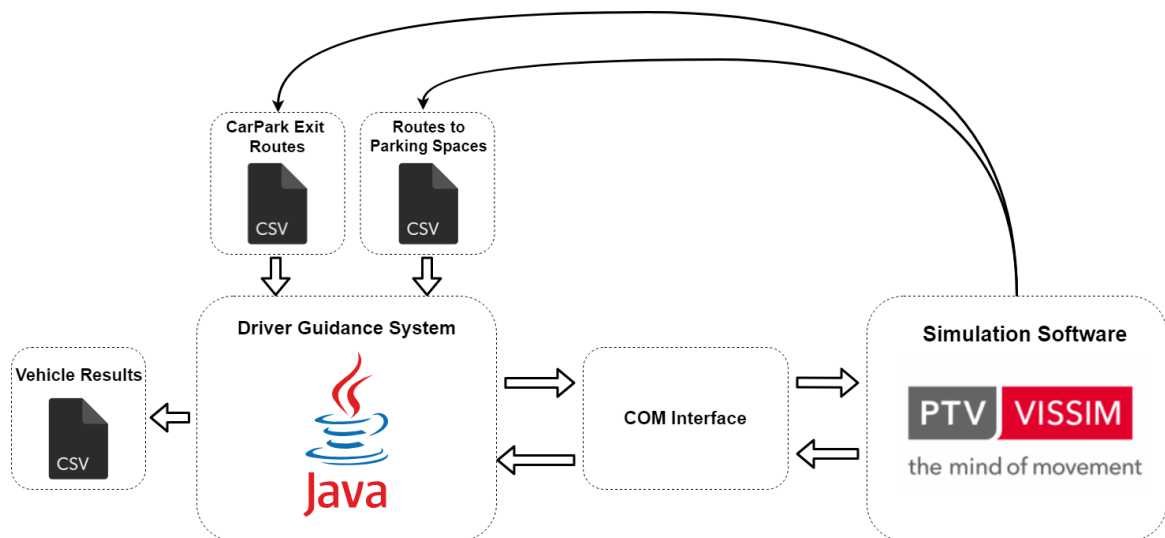 CarPark Exit
Routes
CSV
Routes to
Parking Spaces
CSV
Driver Guidance System
Java
Vehicle Results
CSV
COM Interface
Simulation Software
PTV VISSIM
the mind of movement